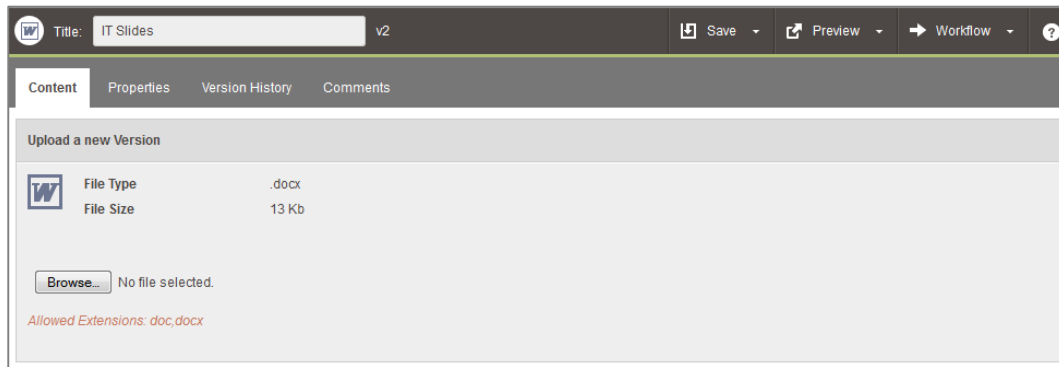 W Title: IT Slides v2 Save Preview Workflow ?
Content Properties Version History Comments
Upload a new Version
W File Type .docx
File Size 13 Kb
Browse... No file selected.
Allowed Extensions: doc,docx